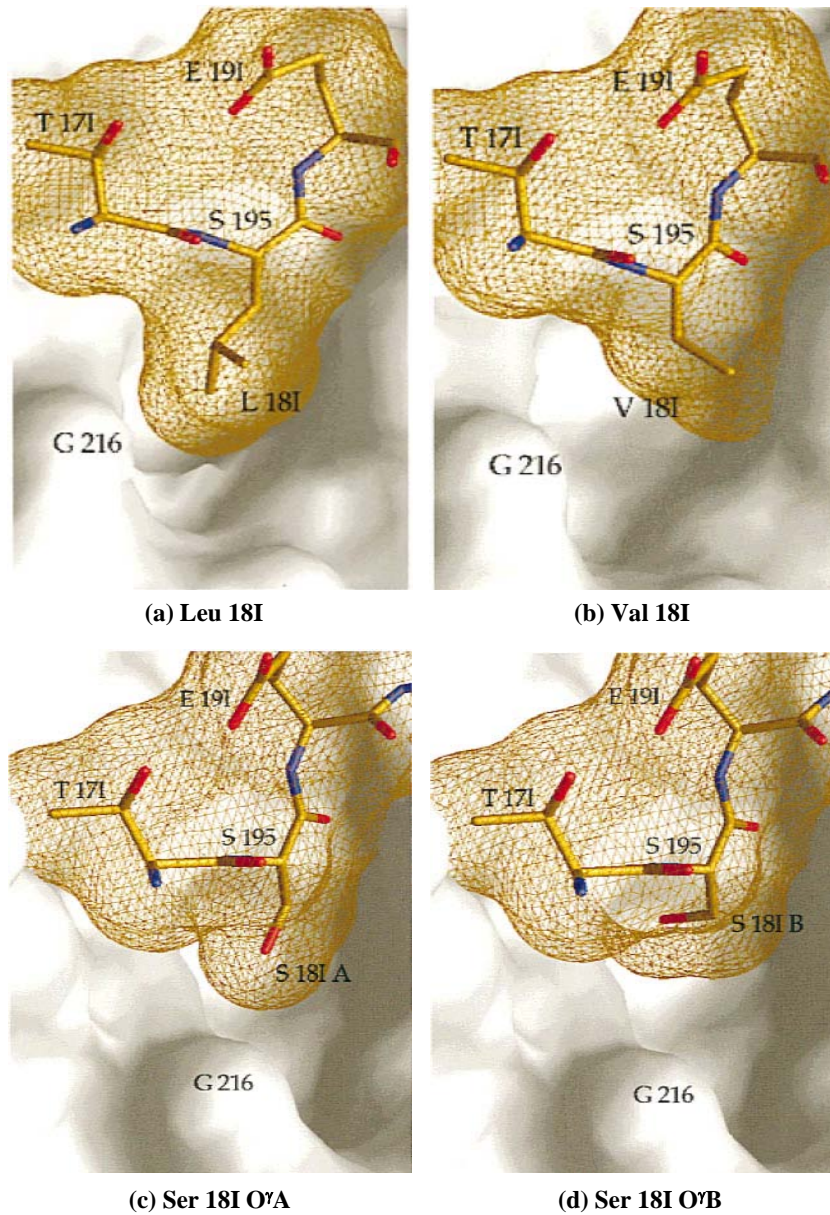 E 19I
T 17I
S 195
L 18I
G 216
(a) Leu 18I
E 19I
T 17I
S 195
V 18I
G 216
(b) Val 18I
E 19I
T 17I
S 195
S 18I A
G 216
(c) Ser 18I OᵞA
E 19I
T 17I
S 195
S 18I B
G 216
(d) Ser 18I OᵞB